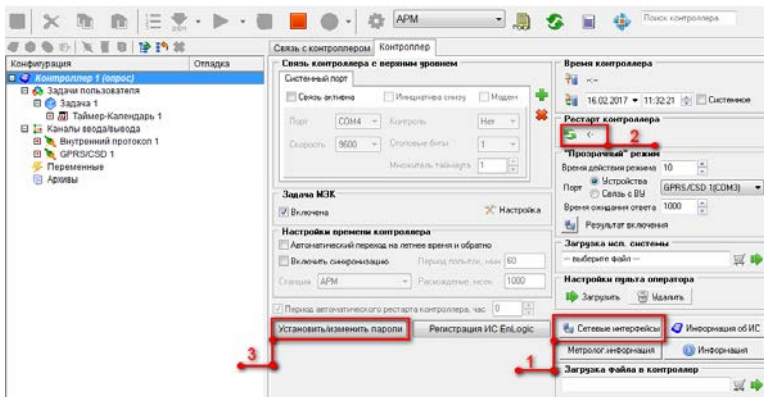 АРМ
Поиск контроллера
Конфигурация
Отладка
Контроллер 1 (опрос)
Задачи пользователя
Задача 1
Таймер-Календарь 1
Каналы ввода/вывода
Внутренний протокол 1
GPRS/CSD 1
Переменные
Архивы
Связь с контроллером
Контроллер
Связь контроллера с верхним уровнем
Системный порт
Связь активна
Инициатива снизу
Модем
Порт
COM4
Контроль
Нет
Скорость
9600
Стоповые биты
1
Множитель таймаута
1
Задача МЭК
Включена
Настройка
Настройки времени контроллера
Автоматический переход на летнее время и обратно
Включить синхронизацию
Период попыток, мин
60
Станция
АРМ
Расхождение, мсек
1000
Период автоматического рестарта контроллера, час
0
Установить/изменить пароли
Регистрация ИС EnLogic
3
Время контроллера
-:-
16.02.2017
11:32:21
Системное
Рестарт контроллера
2
"Прозрачный" режим
Время действия режима
10
Порт
Устройства
Связь с ВУ
GPRS/CSD 1(COM3)
Время ожидания ответа
1000
Результат включения
Загрузка исп. системы
-- выберите файл --
Настройки пульта оператора
Загрузить
Удалить
Сетевые интерфейсы
Информация об ИС
1
Метролог.информация
Информация
Загрузка файла в контроллер